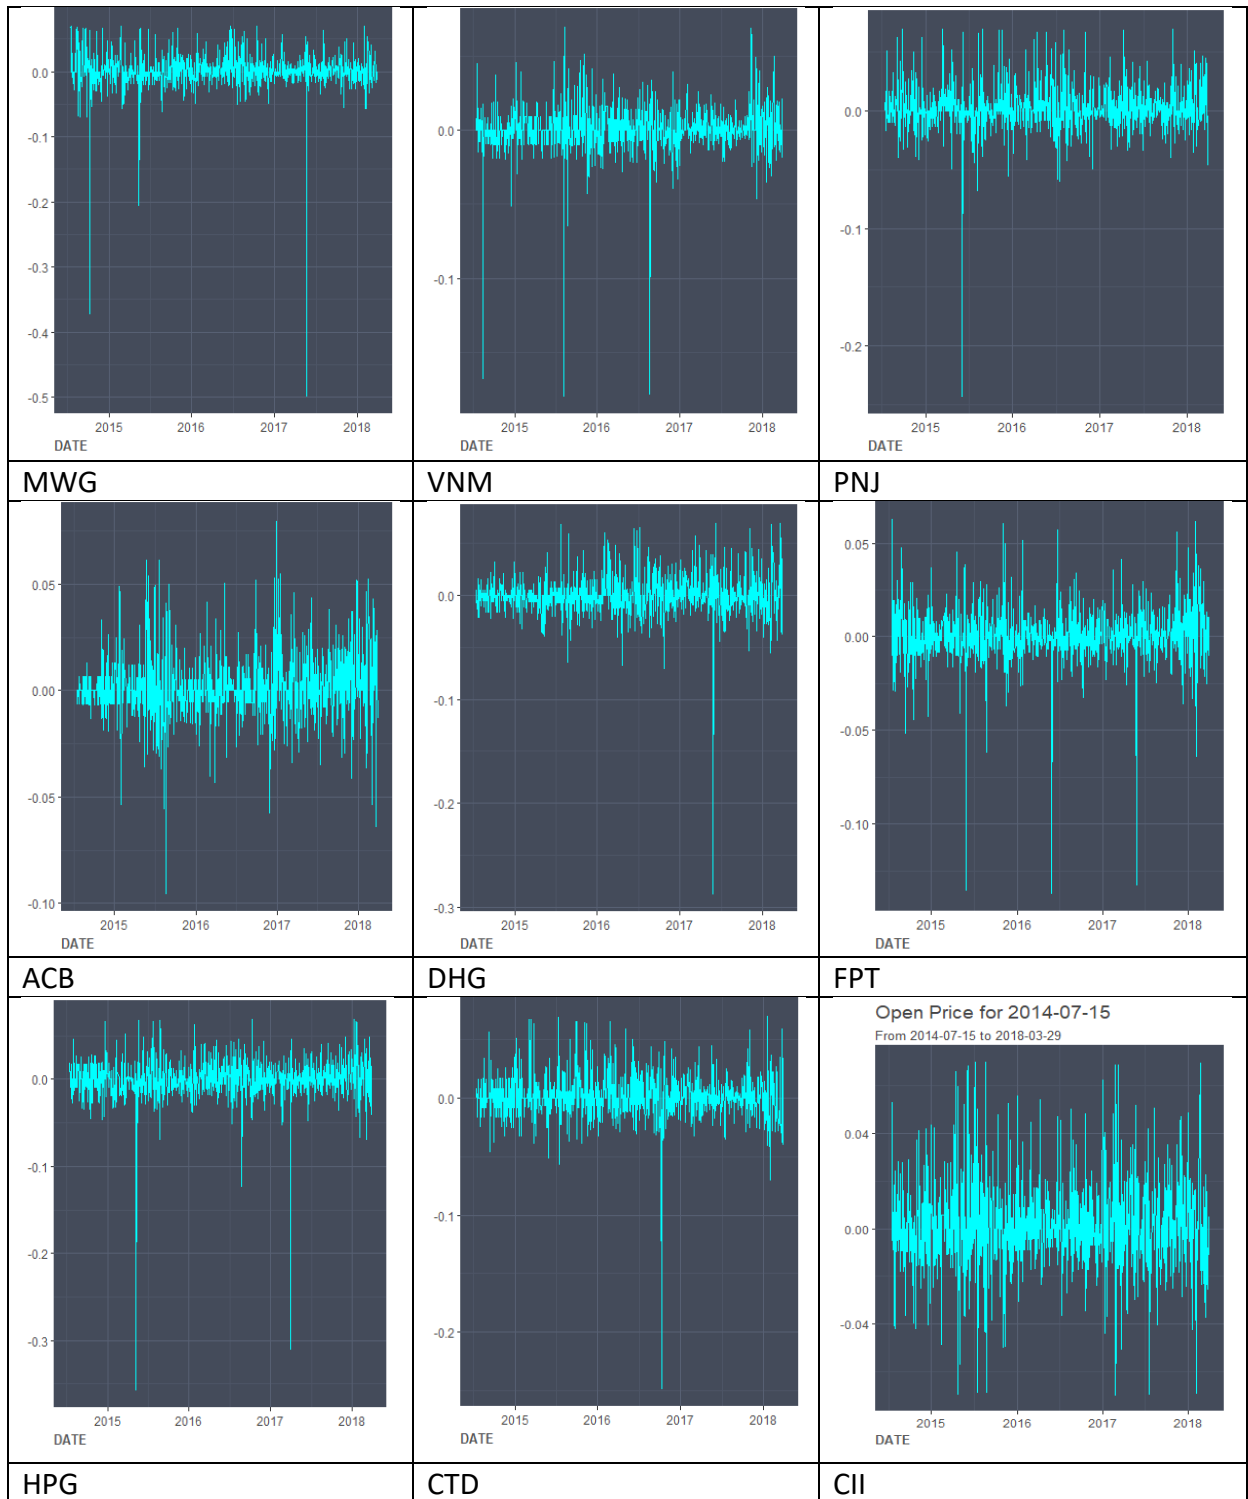 0.0
-0.1
-0.2
-0.3
-0.4
-0.5
2015 2016 2017 2018
DATE
0.0
-0.1
2015 2016 2017 2018
DATE
0.0
-0.1
-0.2
2015 2016 2017 2018
DATE
MWG VNM PNJ
0.05
0.00
-0.05
-0.10
2015 2016 2017 2018
DATE
0.0
-0.1
-0.2
-0.3
2015 2016 2017 2018
DATE
0.05
0.00
-0.05
-0.10
2015 2016 2017 2018
DATE
ACB DHG FPT
0.0
-0.1
-0.2
-0.3
2015 2016 2017 2018
DATE
0.0
-0.1
-0.2
2015 2016 2017 2018
DATE
Open Price for 2014-07-15
From 2014-07-15 to 2018-03-29
0.04
0.00
-0.04
2015 2016 2017 2018
DATE
HPG CTD CII